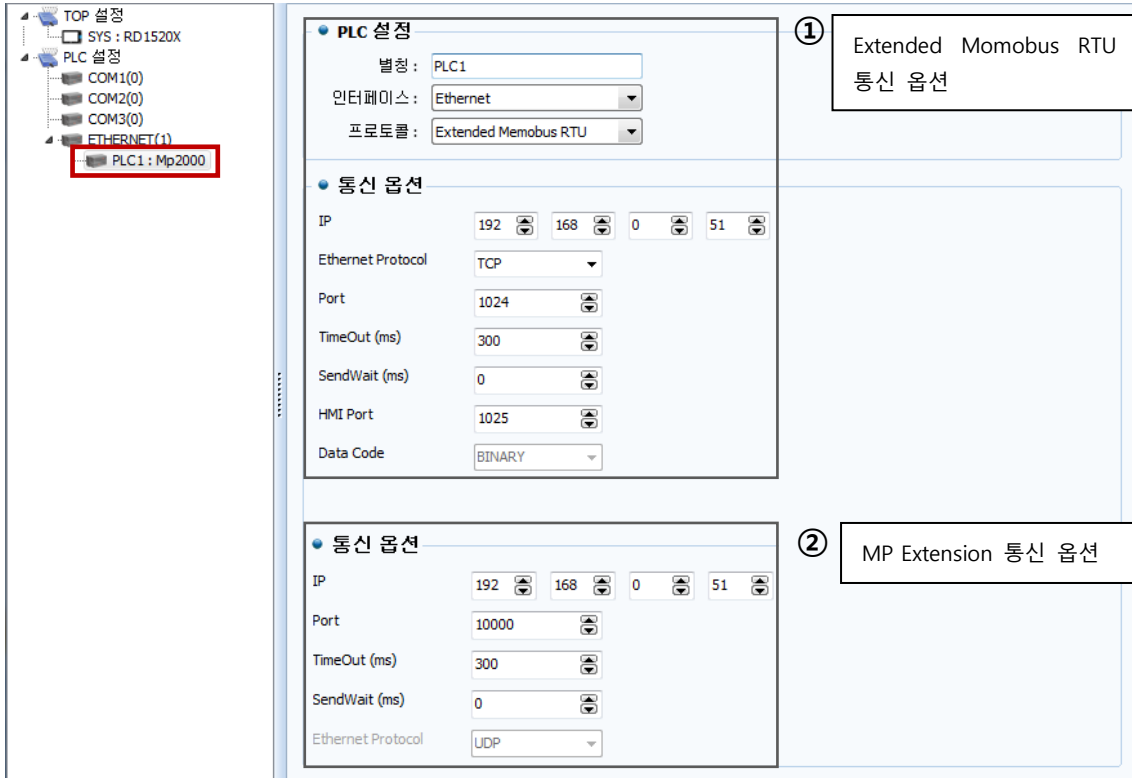 TOP 설정
SYS : RD1520X
PLC 설정
COM1(0)
COM2(0)
COM3(0)
ETHERNET(1)
PLC1 : Mp2000
PLC 설정
별칭 : PLC1
인터페이스 : Ethernet
프로토콜 : Extended Memobus RTU
통신 옵션
IP 192 168 0 51
Ethernet Protocol TCP
Port 1024
TimeOut (ms) 300
SendWait (ms) 0
HMI Port 1025
Data Code BINARY
① Extended Momobus RTU
통신 옵션
통신 옵션
IP 192 168 0 51
Port 10000
TimeOut (ms) 300
SendWait (ms) 0
Ethernet Protocol UDP
② MP Extension 통신 옵션